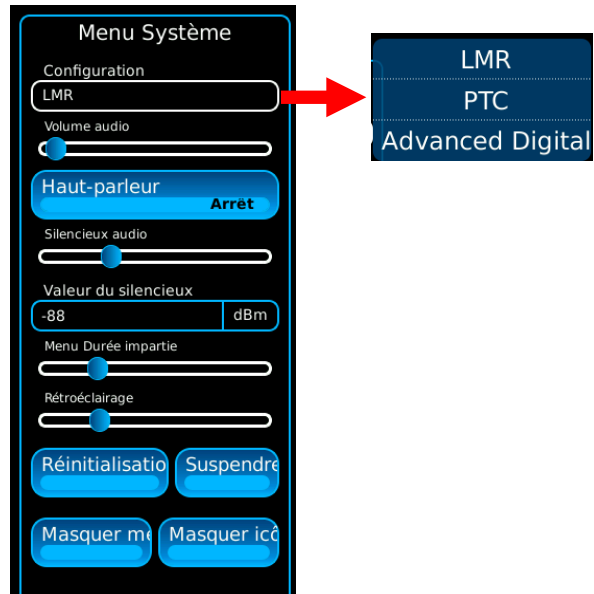 Menu Système
Configuration
LMR
Volume audio
Haut-parleur
Arrêt
Silencieux audio
Valeur du silencieux
-88 dBm
Menu Durée impartie
Rétroéclairage
Réinitialisatio Suspendre
Masquer me Masquer icô
LMR
PTC
Advanced Digital